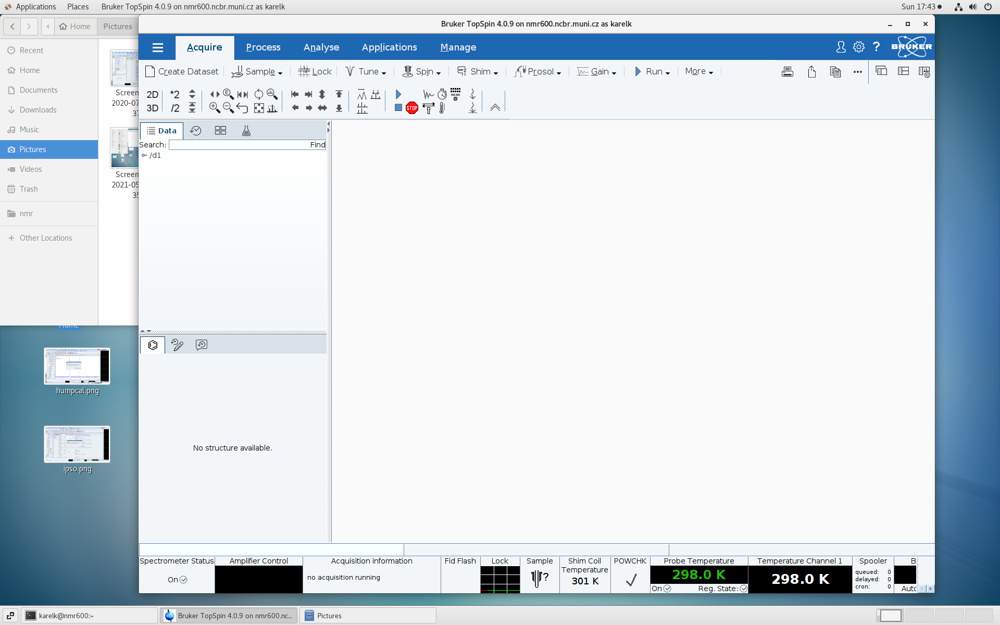 Applications Places Bruker TopSpin 4.0.9 on nmr600.ncbr.muni.cz as karelk Sun 17:43
Home Pictures
Bruker TopSpin 4.0.9 on nmr600.ncbr.muni.cz as karelk
Acquire Process Analyse Applications Manage ? BRUKER
Create Dataset Sample Lock Tune Spin Shim Prosol Gain Run More
2D *2
3D /2 STOP
Data
Search: Find
/d1
Recent
Home
Documents
Downloads
Music
Pictures
Videos
Trash
nmr
Other Locations
Screen
2020-07
37
Screen
2021-05
35
Home
humpcal.png
ipso.png
No structure available.
Spectrometer Status
On
Amplifier Control
Acquisition information
no acquisition running
Fid Flash
Lock
Sample
?
Shim Coil
Temperature
301 K
POWCHK
Probe Temperature
298.0 K
On Reg. State:
Temperature Channel 1
298.0 K
Spooler
queued: 0
delayed: 0
cron: 0
B
Auto
karelk@nmr600:~ Bruker TopSpin 4.0.9 on nmr600.nc... Pictures